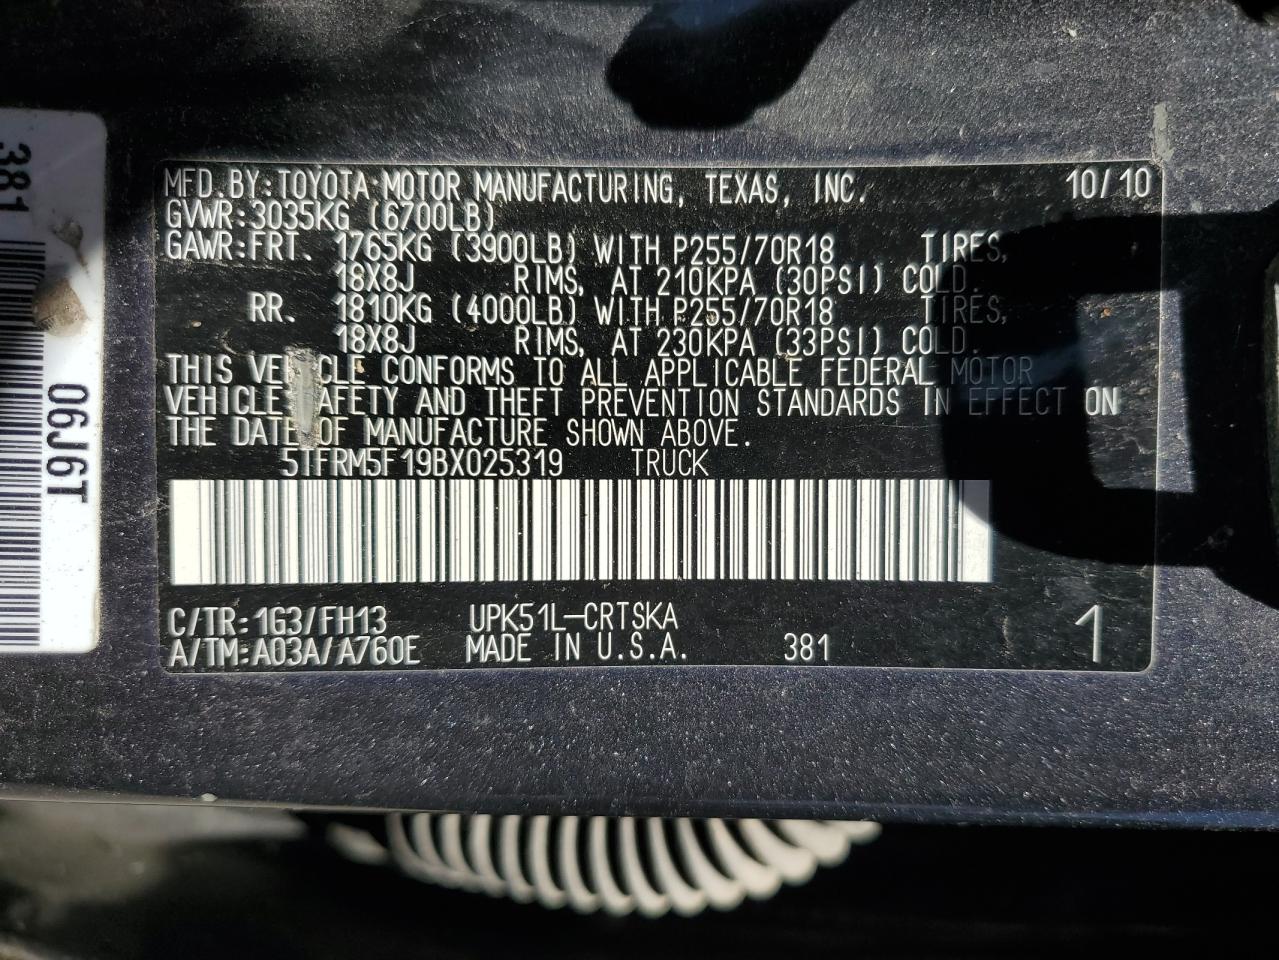 MFD.BY:TOYOTA MOTOR MANUFACTURING, TEXAS, INC. 10/10
GVWR:3035KG (6700LB)
GAWR:FRT. 1765KG (3900LB) WITH P255/70R18 TIRES,
18X8J RIMS, AT 210KPA (30PSI) COLD.
RR. 1810KG (4000LB) WITH P255/70R18 TIRES,
18X8J RIMS, AT 230KPA (33PSI) COLD.
THIS VEHICLE CONFORMS TO ALL APPLICABLE FEDERAL MOTOR
VEHICLE SAFETY AND THEFT PREVENTION STANDARDS IN EFFECT ON
THE DATE OF MANUFACTURE SHOWN ABOVE.
5TFRM5F19BX025319 TRUCK
C/TR:1G3/FH13 UPK51L-CRTSKA
A/TM:A03A/A760E MADE IN U.S.A. 381 1
381
06J6T